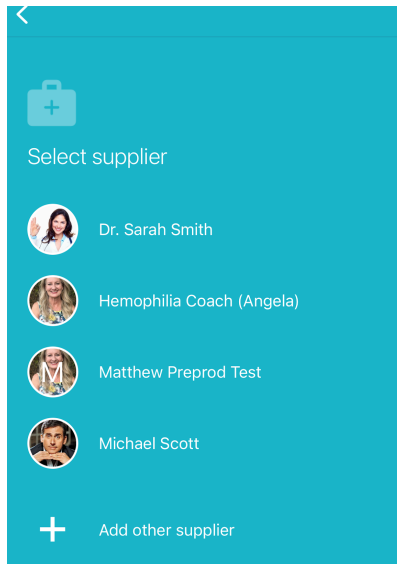 Select supplier
Dr. Sarah Smith
Hemophilia Coach (Angela)
M
Matthew Preprod Test
Michael Scott
Add other supplier